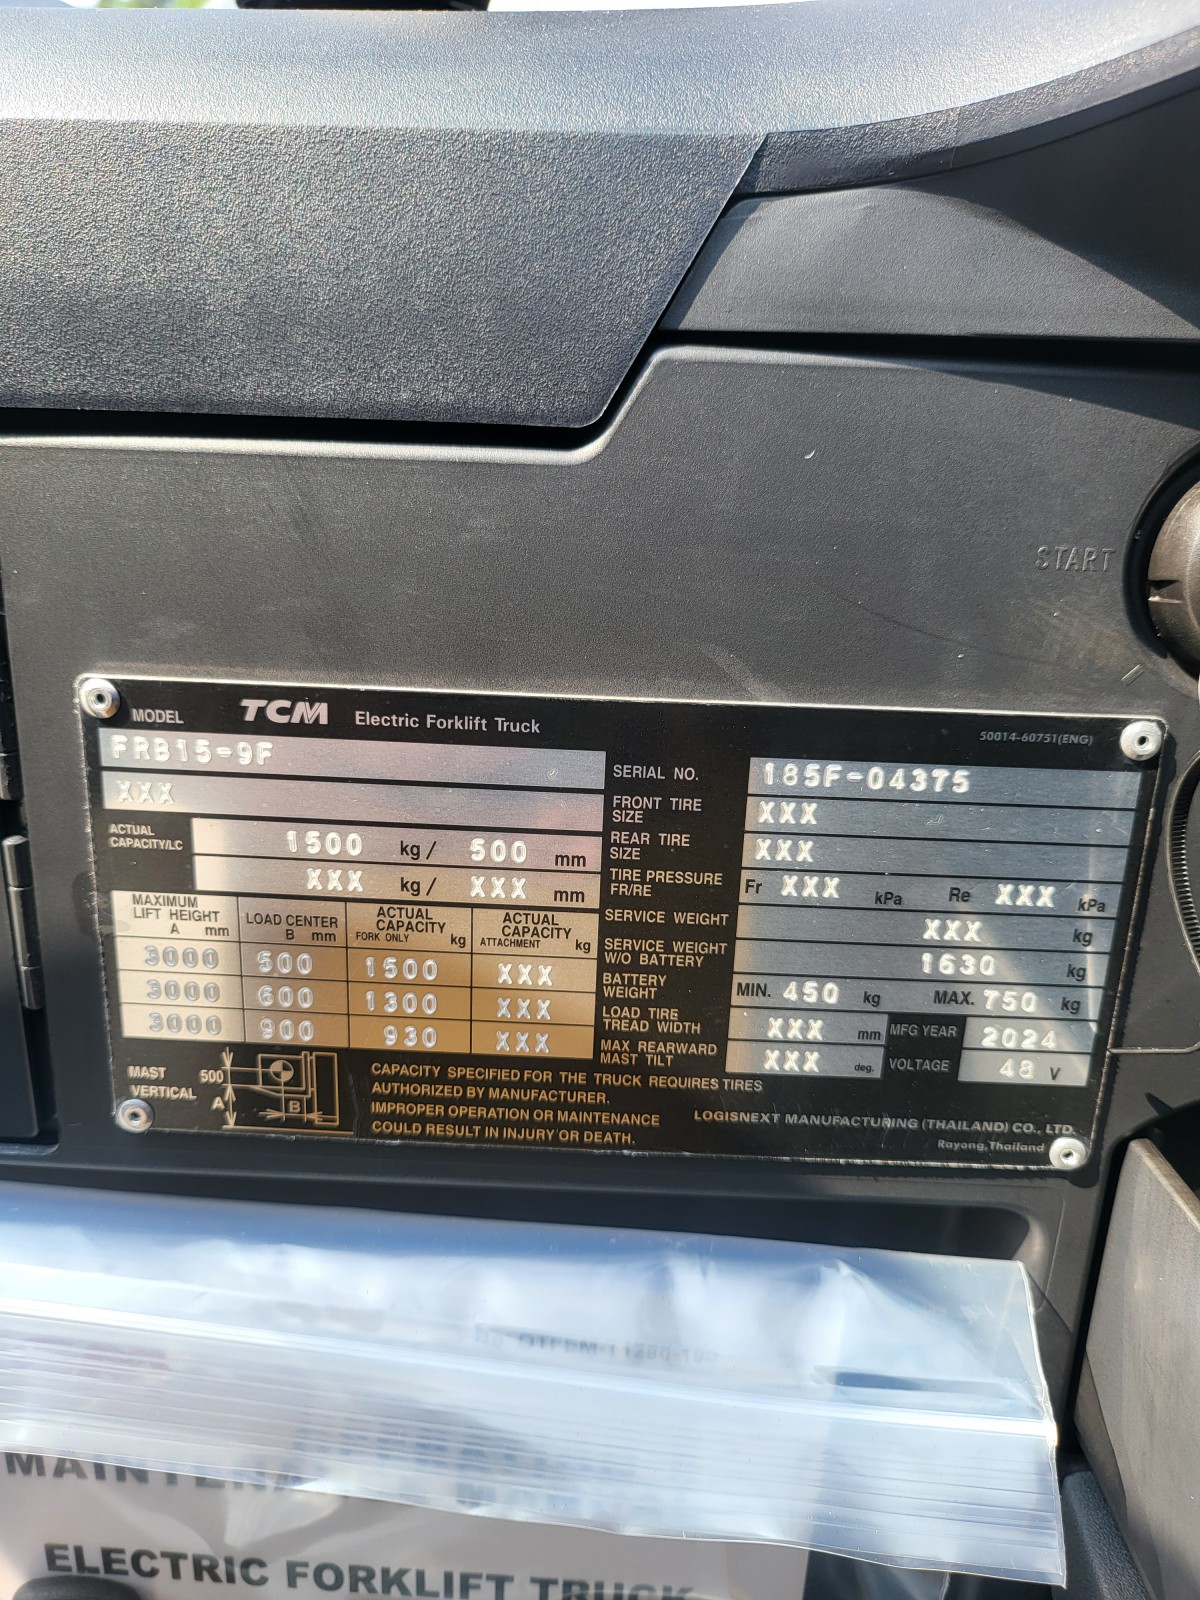 START
MODEL TCM Electric Forklift Truck
50014-60751(ENG)
FRB15-9F
XXX
ACTUAL
CAPACITY/LC
1500 kg / 500 mm
XXX kg / XXX mm
MAXIMUM
LIFT HEIGHT
A mm
LOAD CENTER
B mm
ACTUAL
CAPACITY
FORK ONLY kg
ACTUAL
CAPACITY
ATTACHMENT kg
3000 500 1500 XXX
3000 600 1300 XXX
3000 900 930 XXX
MAST
VERTICAL
500
A
B
CAPACITY SPECIFIED FOR THE TRUCK REQUIRES TIRES
AUTHORIZED BY MANUFACTURER.
IMPROPER OPERATION OR MAINTENANCE
COULD RESULT IN INJURY OR DEATH.
SERIAL NO. 185F-04375
FRONT TIRE
SIZE
XXX
REAR TIRE
SIZE
XXX
TIRE PRESSURE
FR/RE
Fr XXX kPa Re XXX kPa
SERVICE WEIGHT XXX kg
SERVICE WEIGHT
W/O BATTERY
1630 kg
BATTERY
WEIGHT
MIN. 450 kg MAX. 750 kg
LOAD TIRE
TREAD WIDTH
XXX mm
MFG YEAR 2024
MAX REARWARD
MAST TILT
XXX deg.
VOLTAGE 48 V
LOGISNEXT MANUFACTURING (THAILAND) CO., LTD.
Rayong,Thailand
ELECTRIC FORKLIFT TRUCK